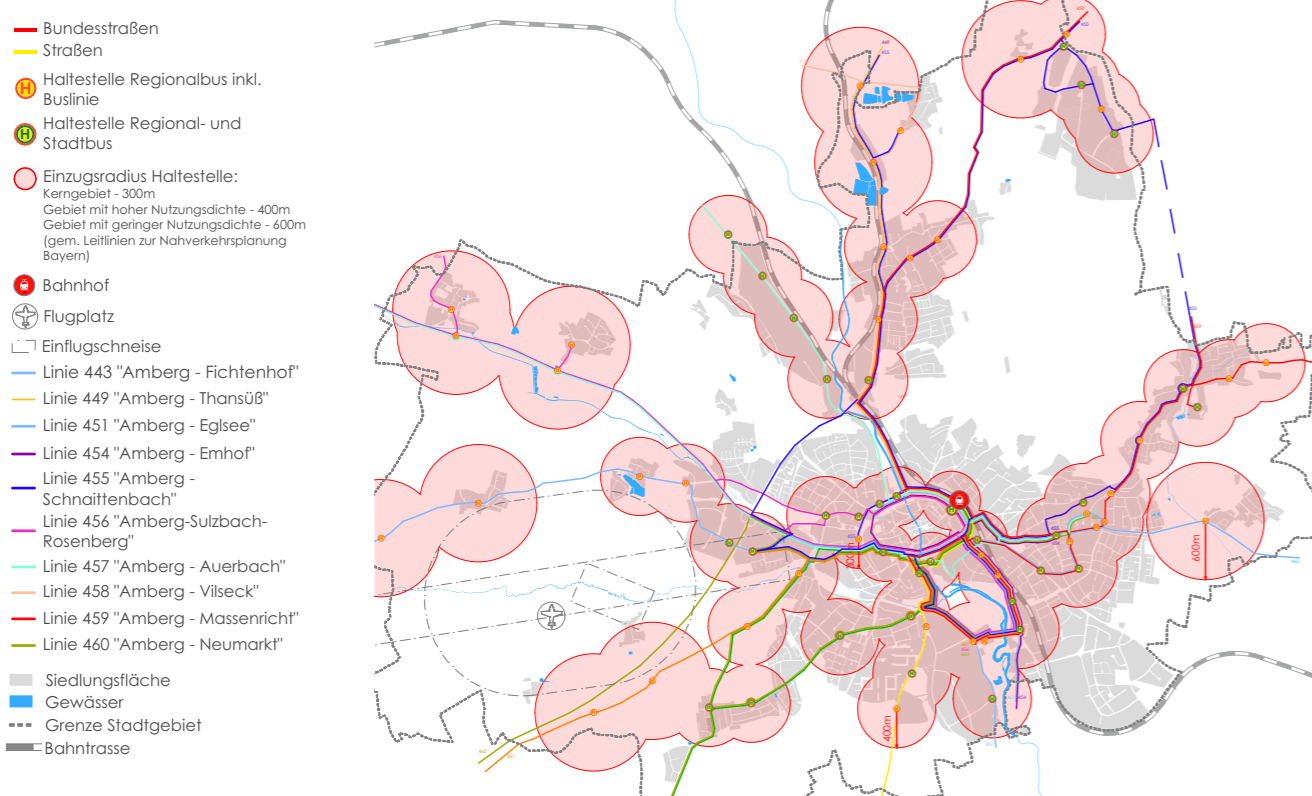 Bundesstraßen
Straßen
H
Haltestelle Regionalbus inkl.
Buslinie
H
Haltestelle Regional- und
Stadtbus
Einzugsradius Haltestelle:
Kerngebiet - 300m
Gebiet mit hoher Nutzungsdichte - 400m
Gebiet mit geringer Nutzungsdichte - 600m
(gem. Leitlinien zur Nahverkehrsplanung
Bayern)
Bahnhof
Flugplatz
Einflugschneise
Linie 443 "Amberg - Fichtenhof"
Linie 449 "Amberg - Thansüß"
Linie 451 "Amberg - Eglsee"
Linie 454 "Amberg - Emhof"
Linie 455 "Amberg -
Schnaittenbach"
Linie 456 "Amberg-Sulzbach-
Rosenberg"
Linie 457 "Amberg - Auerbach"
Linie 458 "Amberg - Vilseck"
Linie 459 "Amberg - Massenricht"
Linie 460 "Amberg - Neumarkt"
Siedlungsfläche
Gewässer
Grenze Stadtgebiet
Bahntrasse
600m
400m